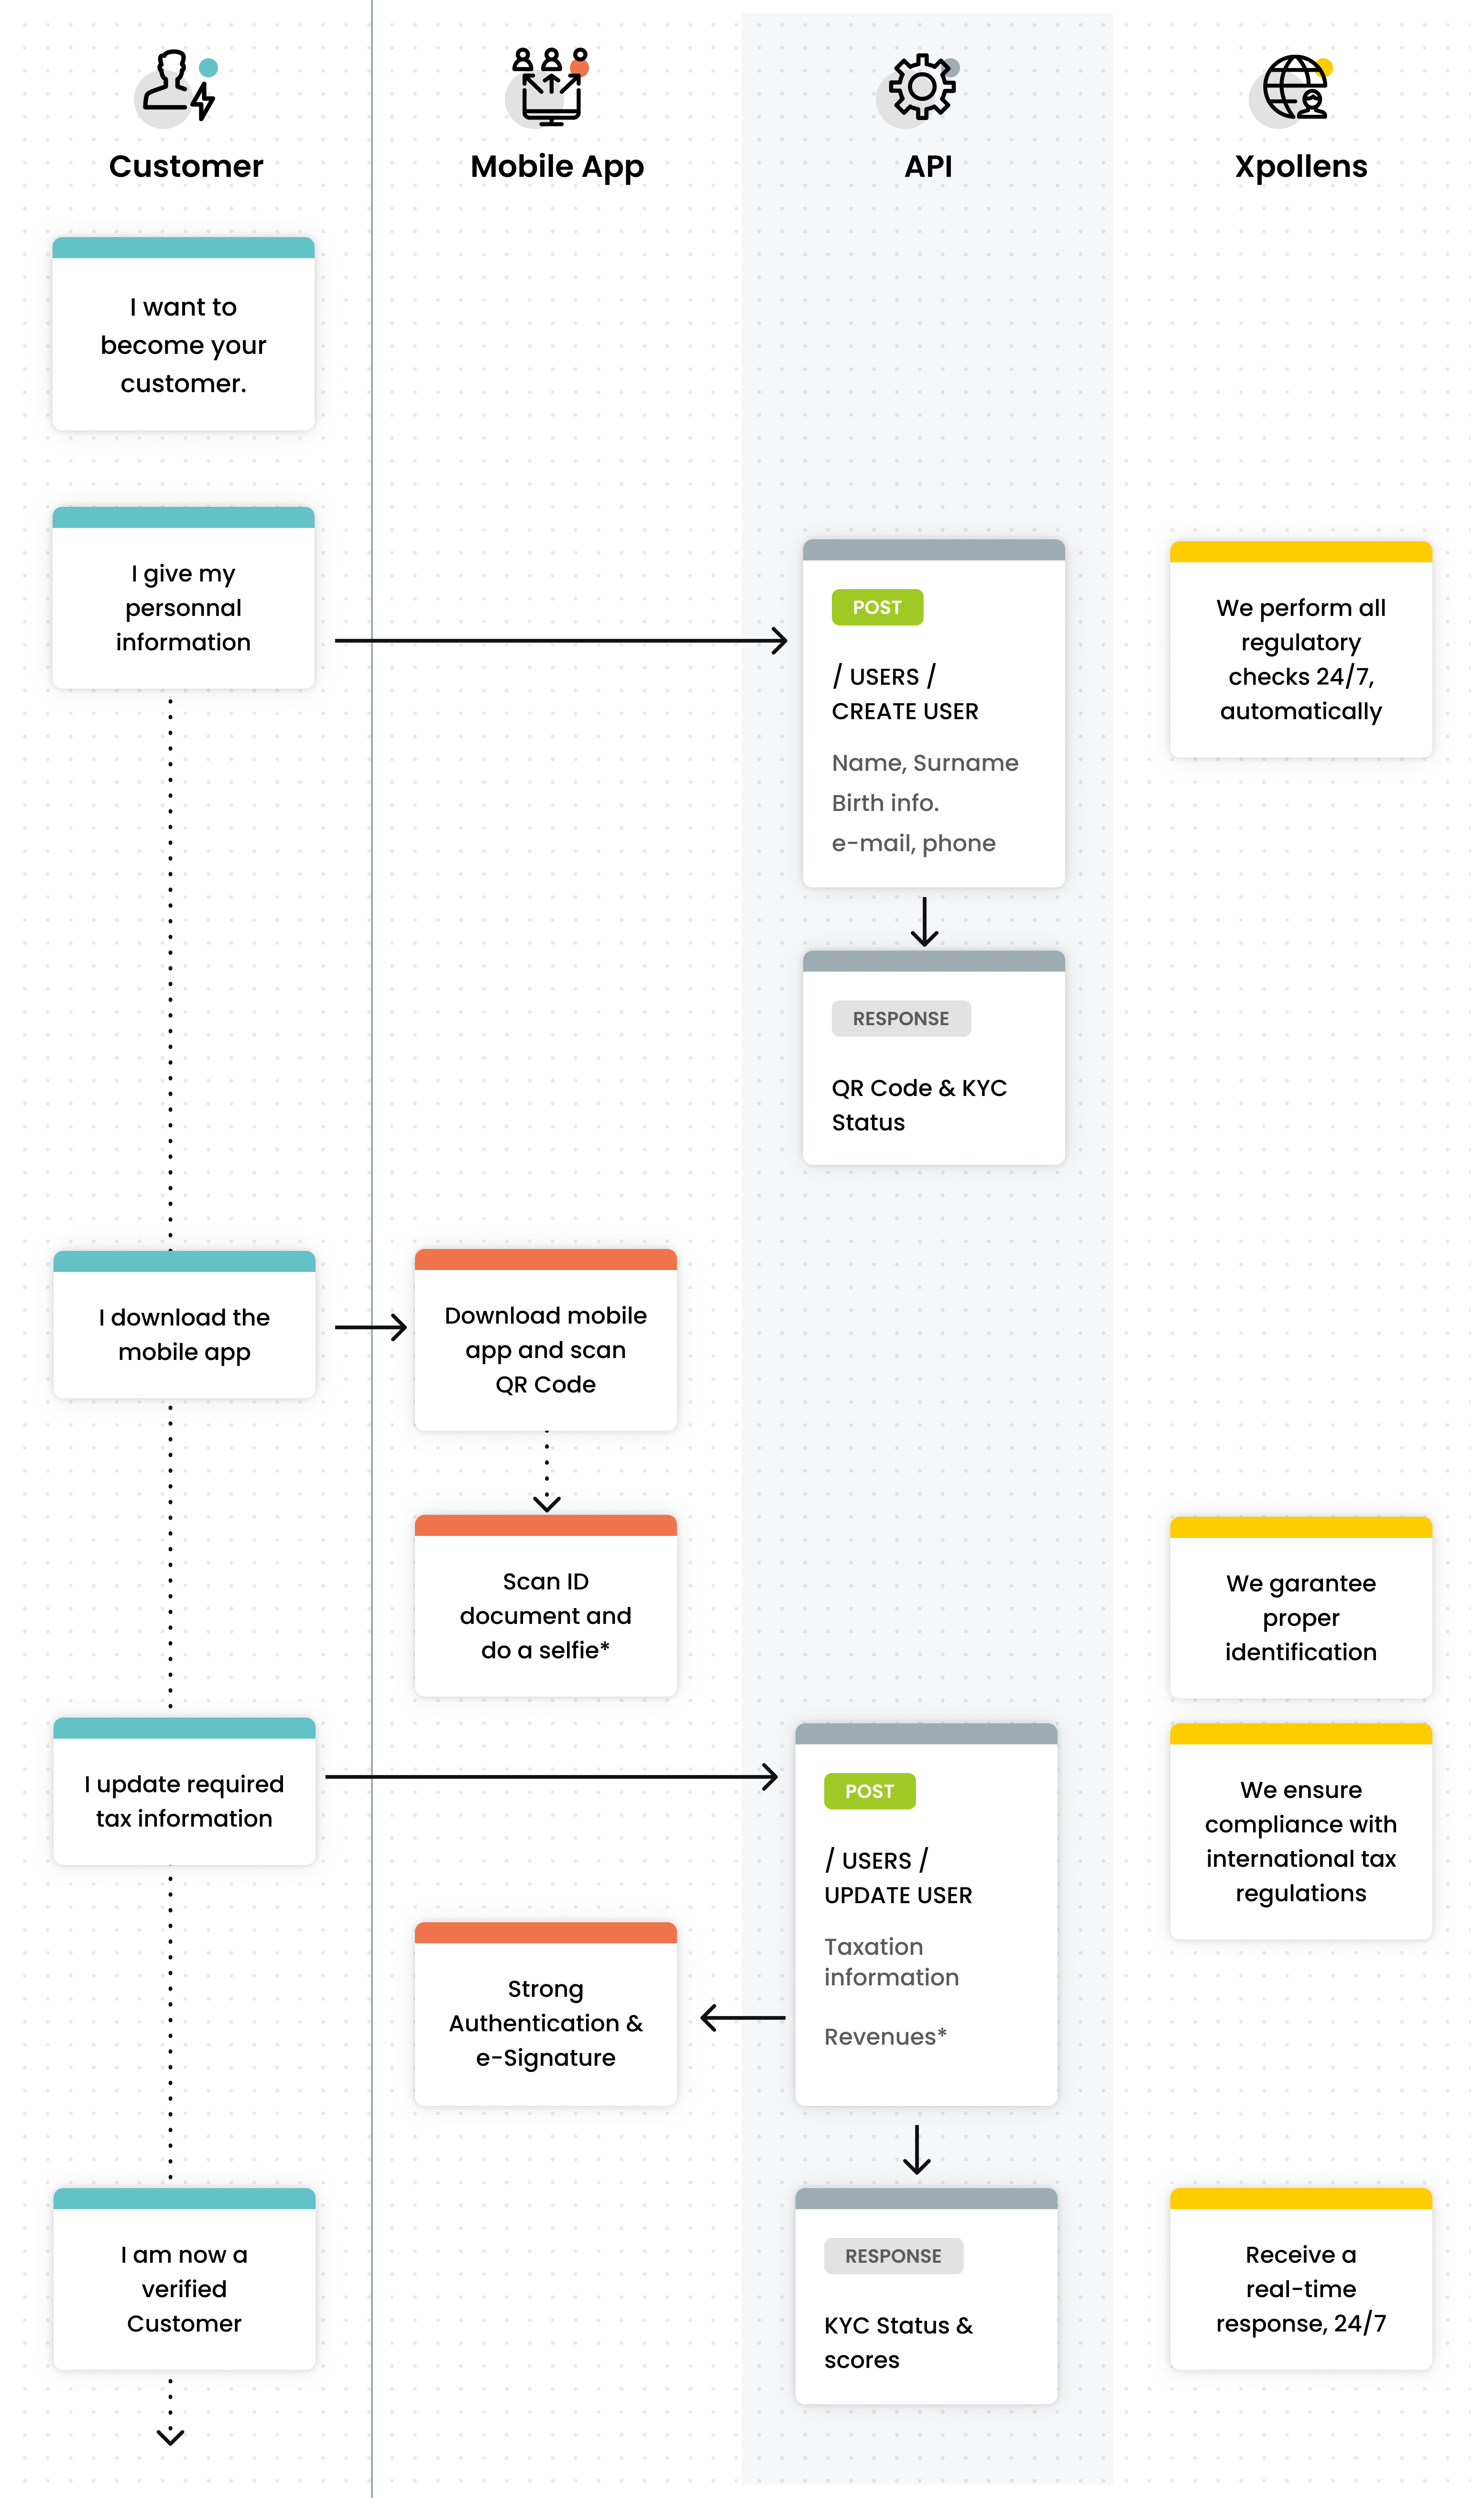 Customer
Mobile App
API
Xpollens
I want to
become your
customer.
I give my
personnal
information
POST
/ USERS /
CREATE USER
Name, Surname
Birth info.
e-mail, phone
We perform all
regulatory
checks 24/7,
automatically
RESPONSE
QR Code & KYC
Status
I download the
mobile app
Download mobile
app and scan
QR Code
Scan ID
document and
do a selfie*
We garantee
proper
identification
I update required
tax information
POST
/ USERS /
UPDATE USER
Taxation
information
Revenues*
We ensure
compliance with
international tax
regulations
Strong
Authentication &
e-Signature
I am now a
verified
Customer
RESPONSE
KYC Status &
scores
Receive a
real-time
response, 24/7